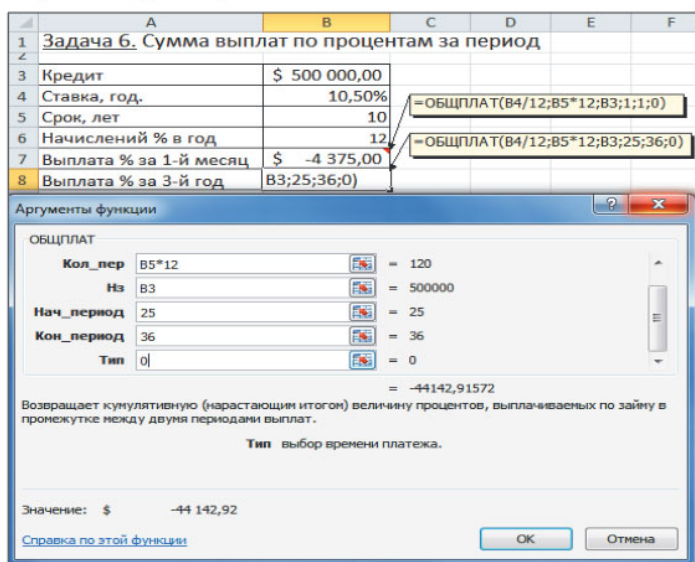 A B C D E F
1 Задача 6. Сумма выплат по процентам за период
2
3 Кредит $ 500 000,00
4 Ставка, год. 10,50%
=ОБЩПЛАТ(B4/12;B5*12;B3;1;1;0)
5 Срок, лет 10
6 Начислений % в год 12
=ОБЩПЛАТ(B4/12;B5*12;B3;25;36;0)
7 Выплата % за 1-й месяц $ -4 375,00
8 Выплата % за 3-й год B3;25;36;0)
Аргументы функции
ОБЩПЛАТ
Кол_пер B5*12 = 120
Нз B3 = 500000
Нач_период 25 = 25
Кон_период 36 = 36
Тип 0 = 0
= -44142,91572
Возвращает кумулятивную (нарастающим итогом) величину процентов, выплачиваемых по займу в
промежутке между двумя периодами выплат.
Тип выбор времени платежа.
Значение: $ -44 142,92
Справка по этой функции OK Отмена